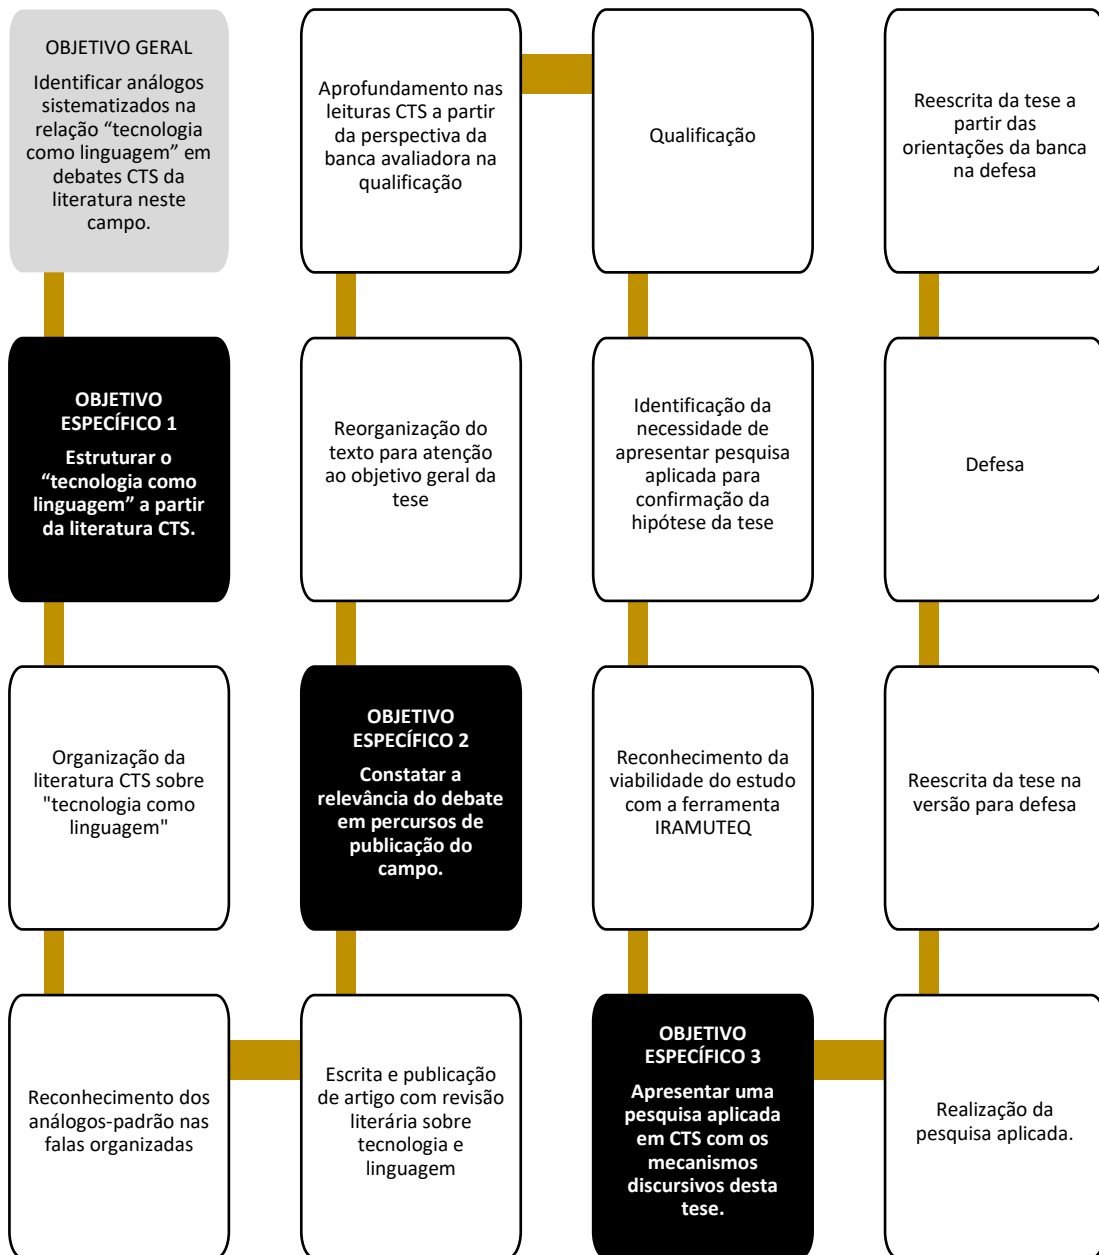 OBJETIVO GERAL
Identificar análogos
sistematizados na
relação “tecnologia
como linguagem” em
debates CTS da
literatura neste
campo.
OBJETIVO
ESPECÍFICO 1
Estruturar o
“tecnologia como
linguagem” a partir
da literatura CTS.
Organização da
literatura CTS sobre
"tecnologia como
linguagem"
Reconhecimento dos
análogos-padrão nas
falas organizadas
Escrita e publicação
de artigo com revisão
literária sobre
tecnologia e
linguagem
OBJETIVO
ESPECÍFICO 2
Constatar a
relevância do debate
em percursos de
publicação do
campo.
Reorganização do
texto para atenção
ao objetivo geral da
tese
Aprofundamento nas
leituras CTS a partir
da perspectiva da
banca avaliadora na
qualificação
Qualificação
Identificação da
necessidade de
apresentar pesquisa
aplicada para
confirmação da
hipótese da tese
Reconhecimento da
viabilidade do estudo
com a ferramenta
IRAMUTEQ
OBJETIVO
ESPECÍFICO 3
Apresentar uma
pesquisa aplicada
em CTS com os
mecanismos
discursivos desta
tese.
Realização da
pesquisa aplicada.
Reescrita da tese na
versão para defesa
Defesa
Reescrita da tese a
partir das
orientações da banca
na defesa